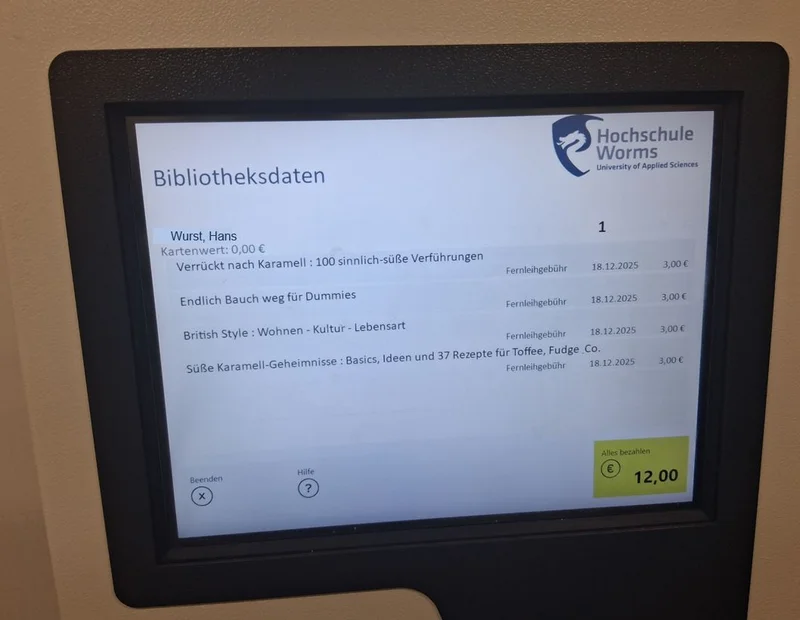 Hochschule
Worms
University of Applied Sciences
Bibliotheksdaten
Wurst, Hans 1
Kartenwert: 0,00 €
Verrückt nach Karamell : 100 sinnlich-süße Verführungen
Fernleihgebühr 18.12.2025 3,00 €
Endlich Bauch weg für Dummies
Fernleihgebühr 18.12.2025 3,00 €
British Style : Wohnen - Kultur - Lebensart
Fernleihgebühr 18.12.2025 3,00 €
Süße Karamell-Geheimnisse : Basics, Ideen und 37 Rezepte für Toffee, Fudge Co.
Fernleihgebühr 18.12.2025 3,00 €
Beenden
x
Hilfe
?
Alles bezahlen
€ 12,00